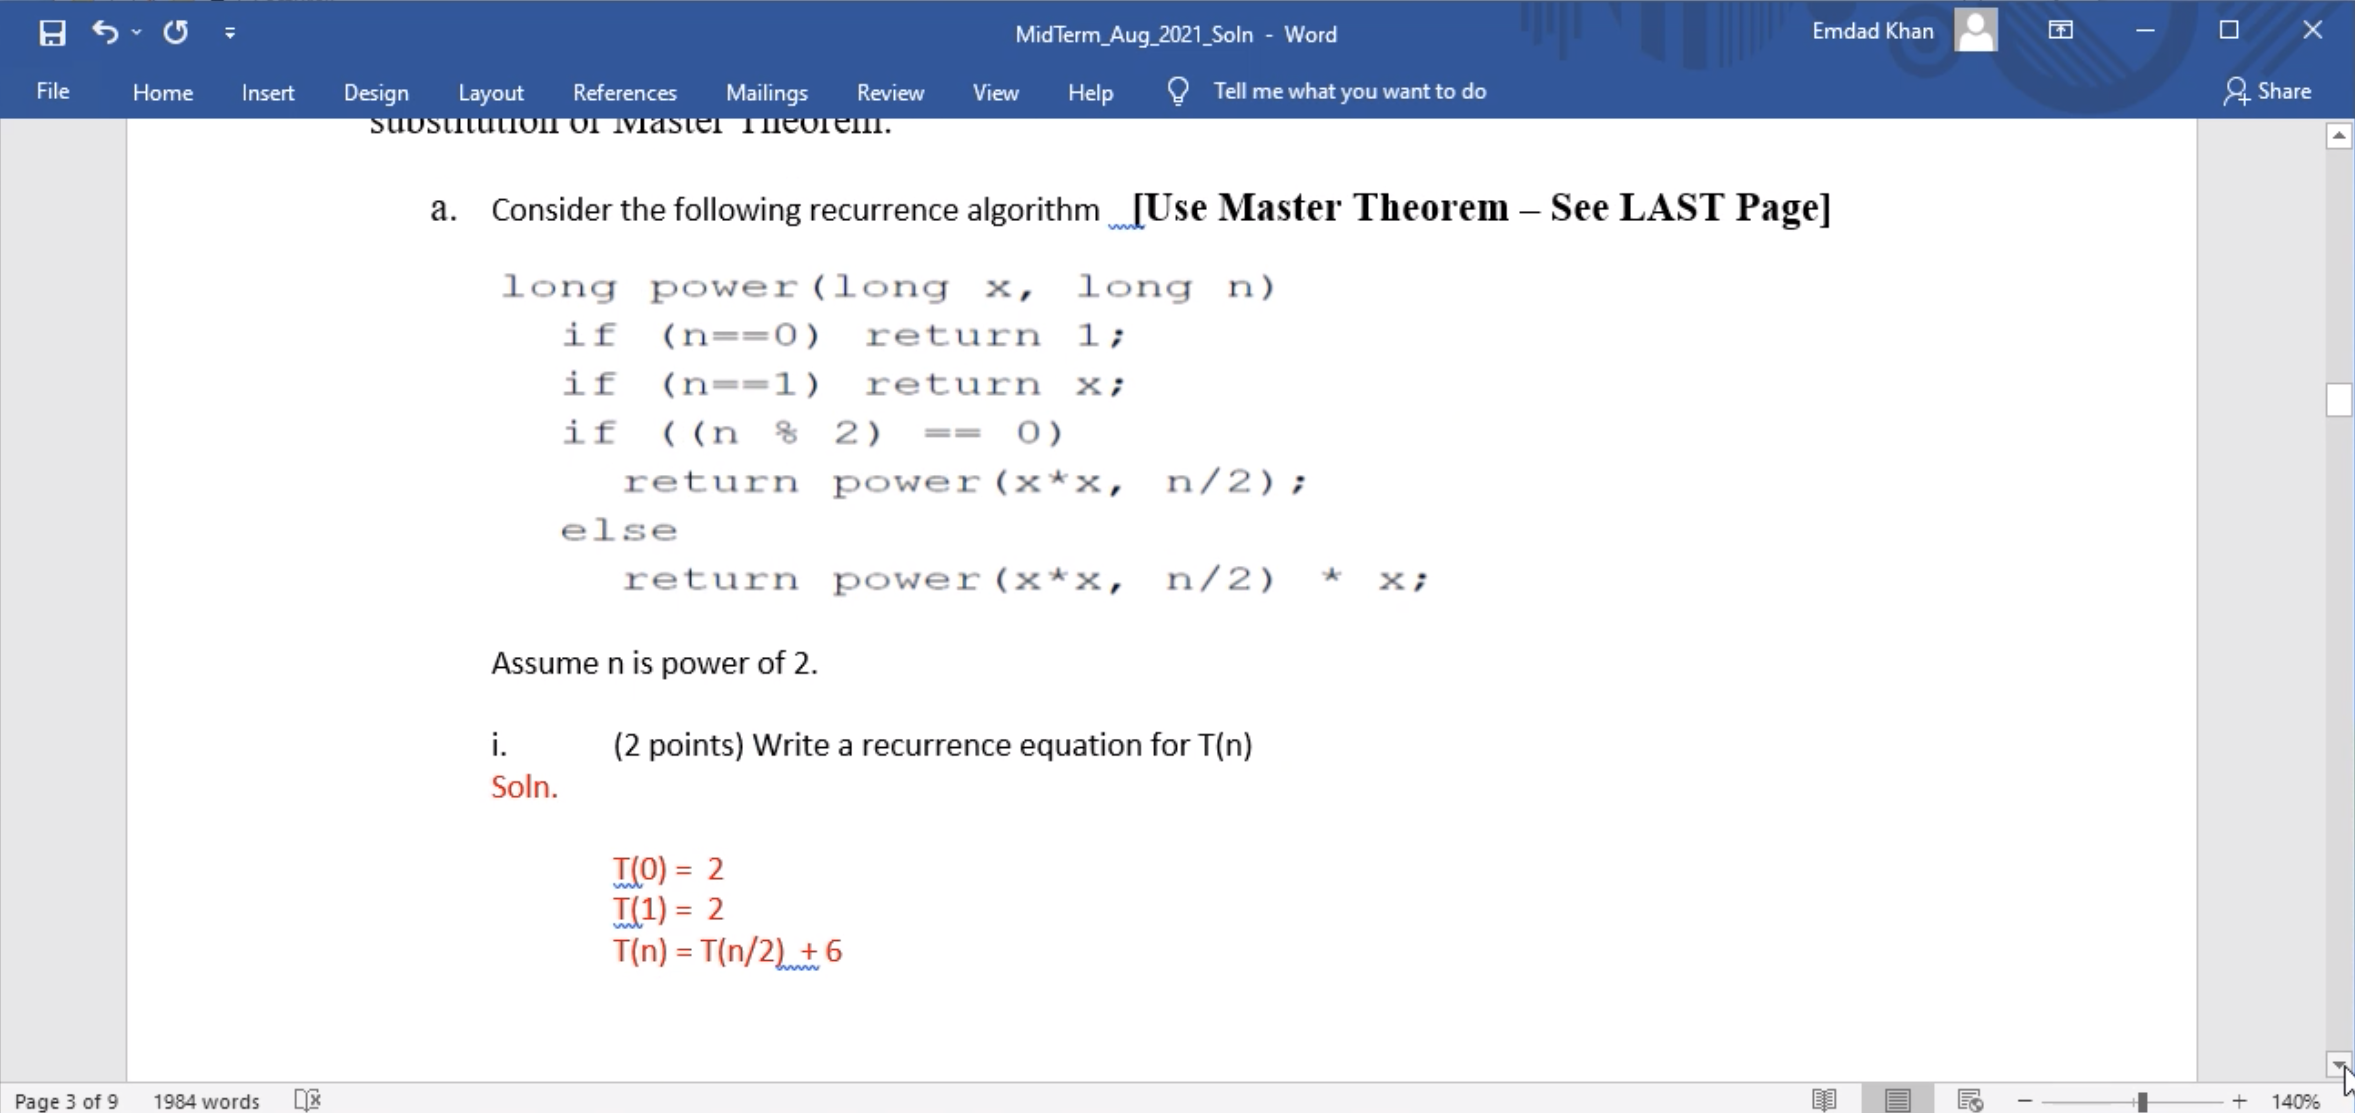 MidTerm_Aug_2021_Soln - Word
Emdad Khan
File Home Insert Design Layout References Mailings Review View Help Tell me what you want to do Share
substitution or Master Theorem.
a. Consider the following recurrence algorithm [Use Master Theorem – See LAST Page]
long power(long x, long n)
if (n==0) return 1;
if (n==1) return x;
if ((n % 2) == 0)
return power(x*x, n/2);
else
return power(x*x, n/2) * x;
Assume n is power of 2.
i. (2 points) Write a recurrence equation for T(n)
Soln.
T(0) = 2
T(1) = 2
T(n) = T(n/2) + 6
Page 3 of 9 1984 words 140%